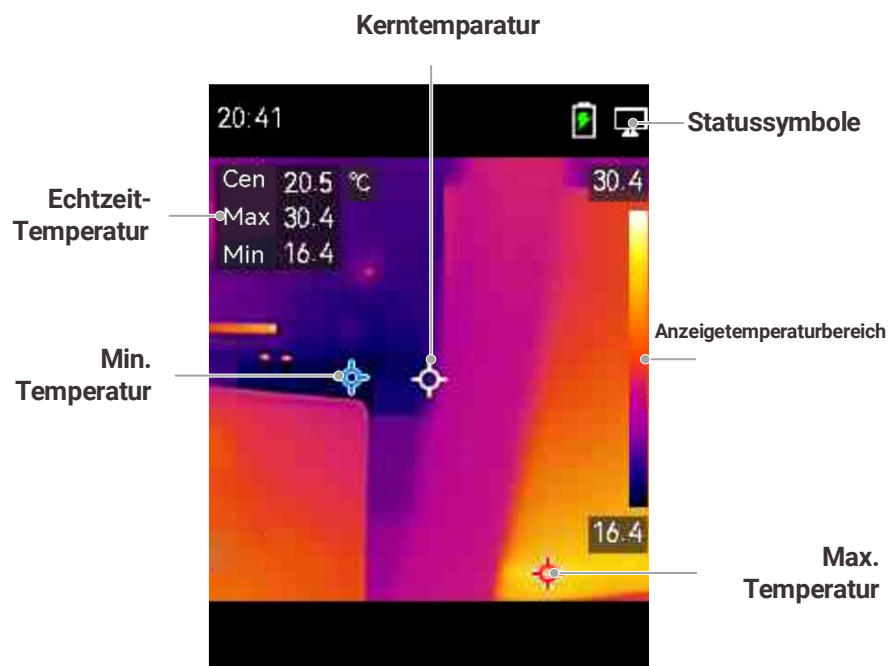 Kerntemparatur
20:41
Statussymbole
Cen 20.5 °C
Max 30.4
Min 16.4
30.4
Echtzeit-
Temperatur
Anzeigetemperaturbereich
Min.
Temperatur
16.4
Max.
Temperatur